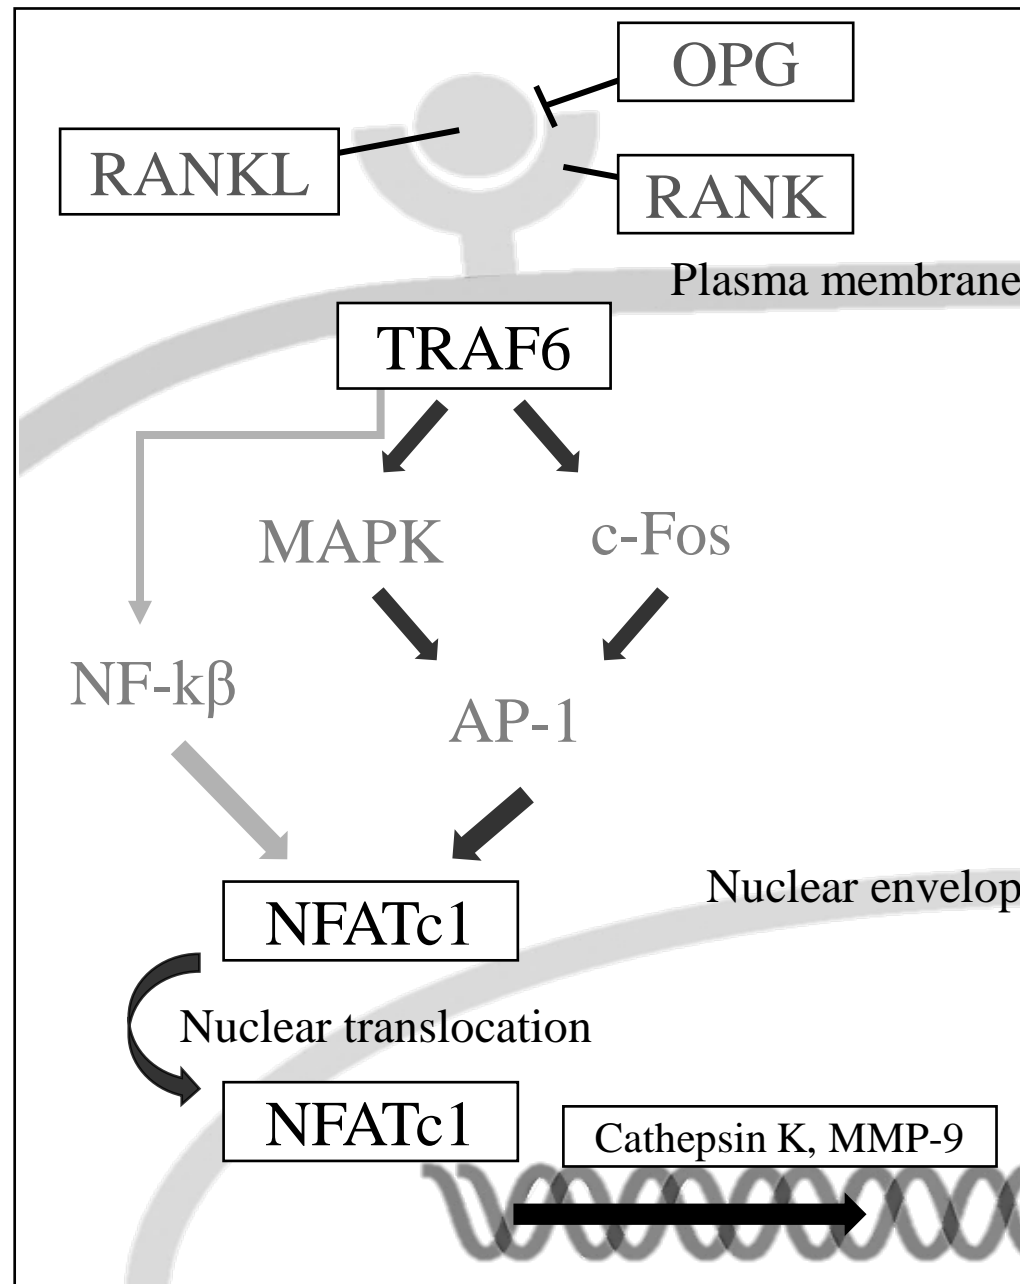 OPG
RANKL
RANK
Plasma membrane
TRAF6
MAPK
c-Fos
NF-kβ
AP-1
Nuclear envelop
NFATc1
Nuclear translocation
NFATc1
Cathepsin K, MMP-9